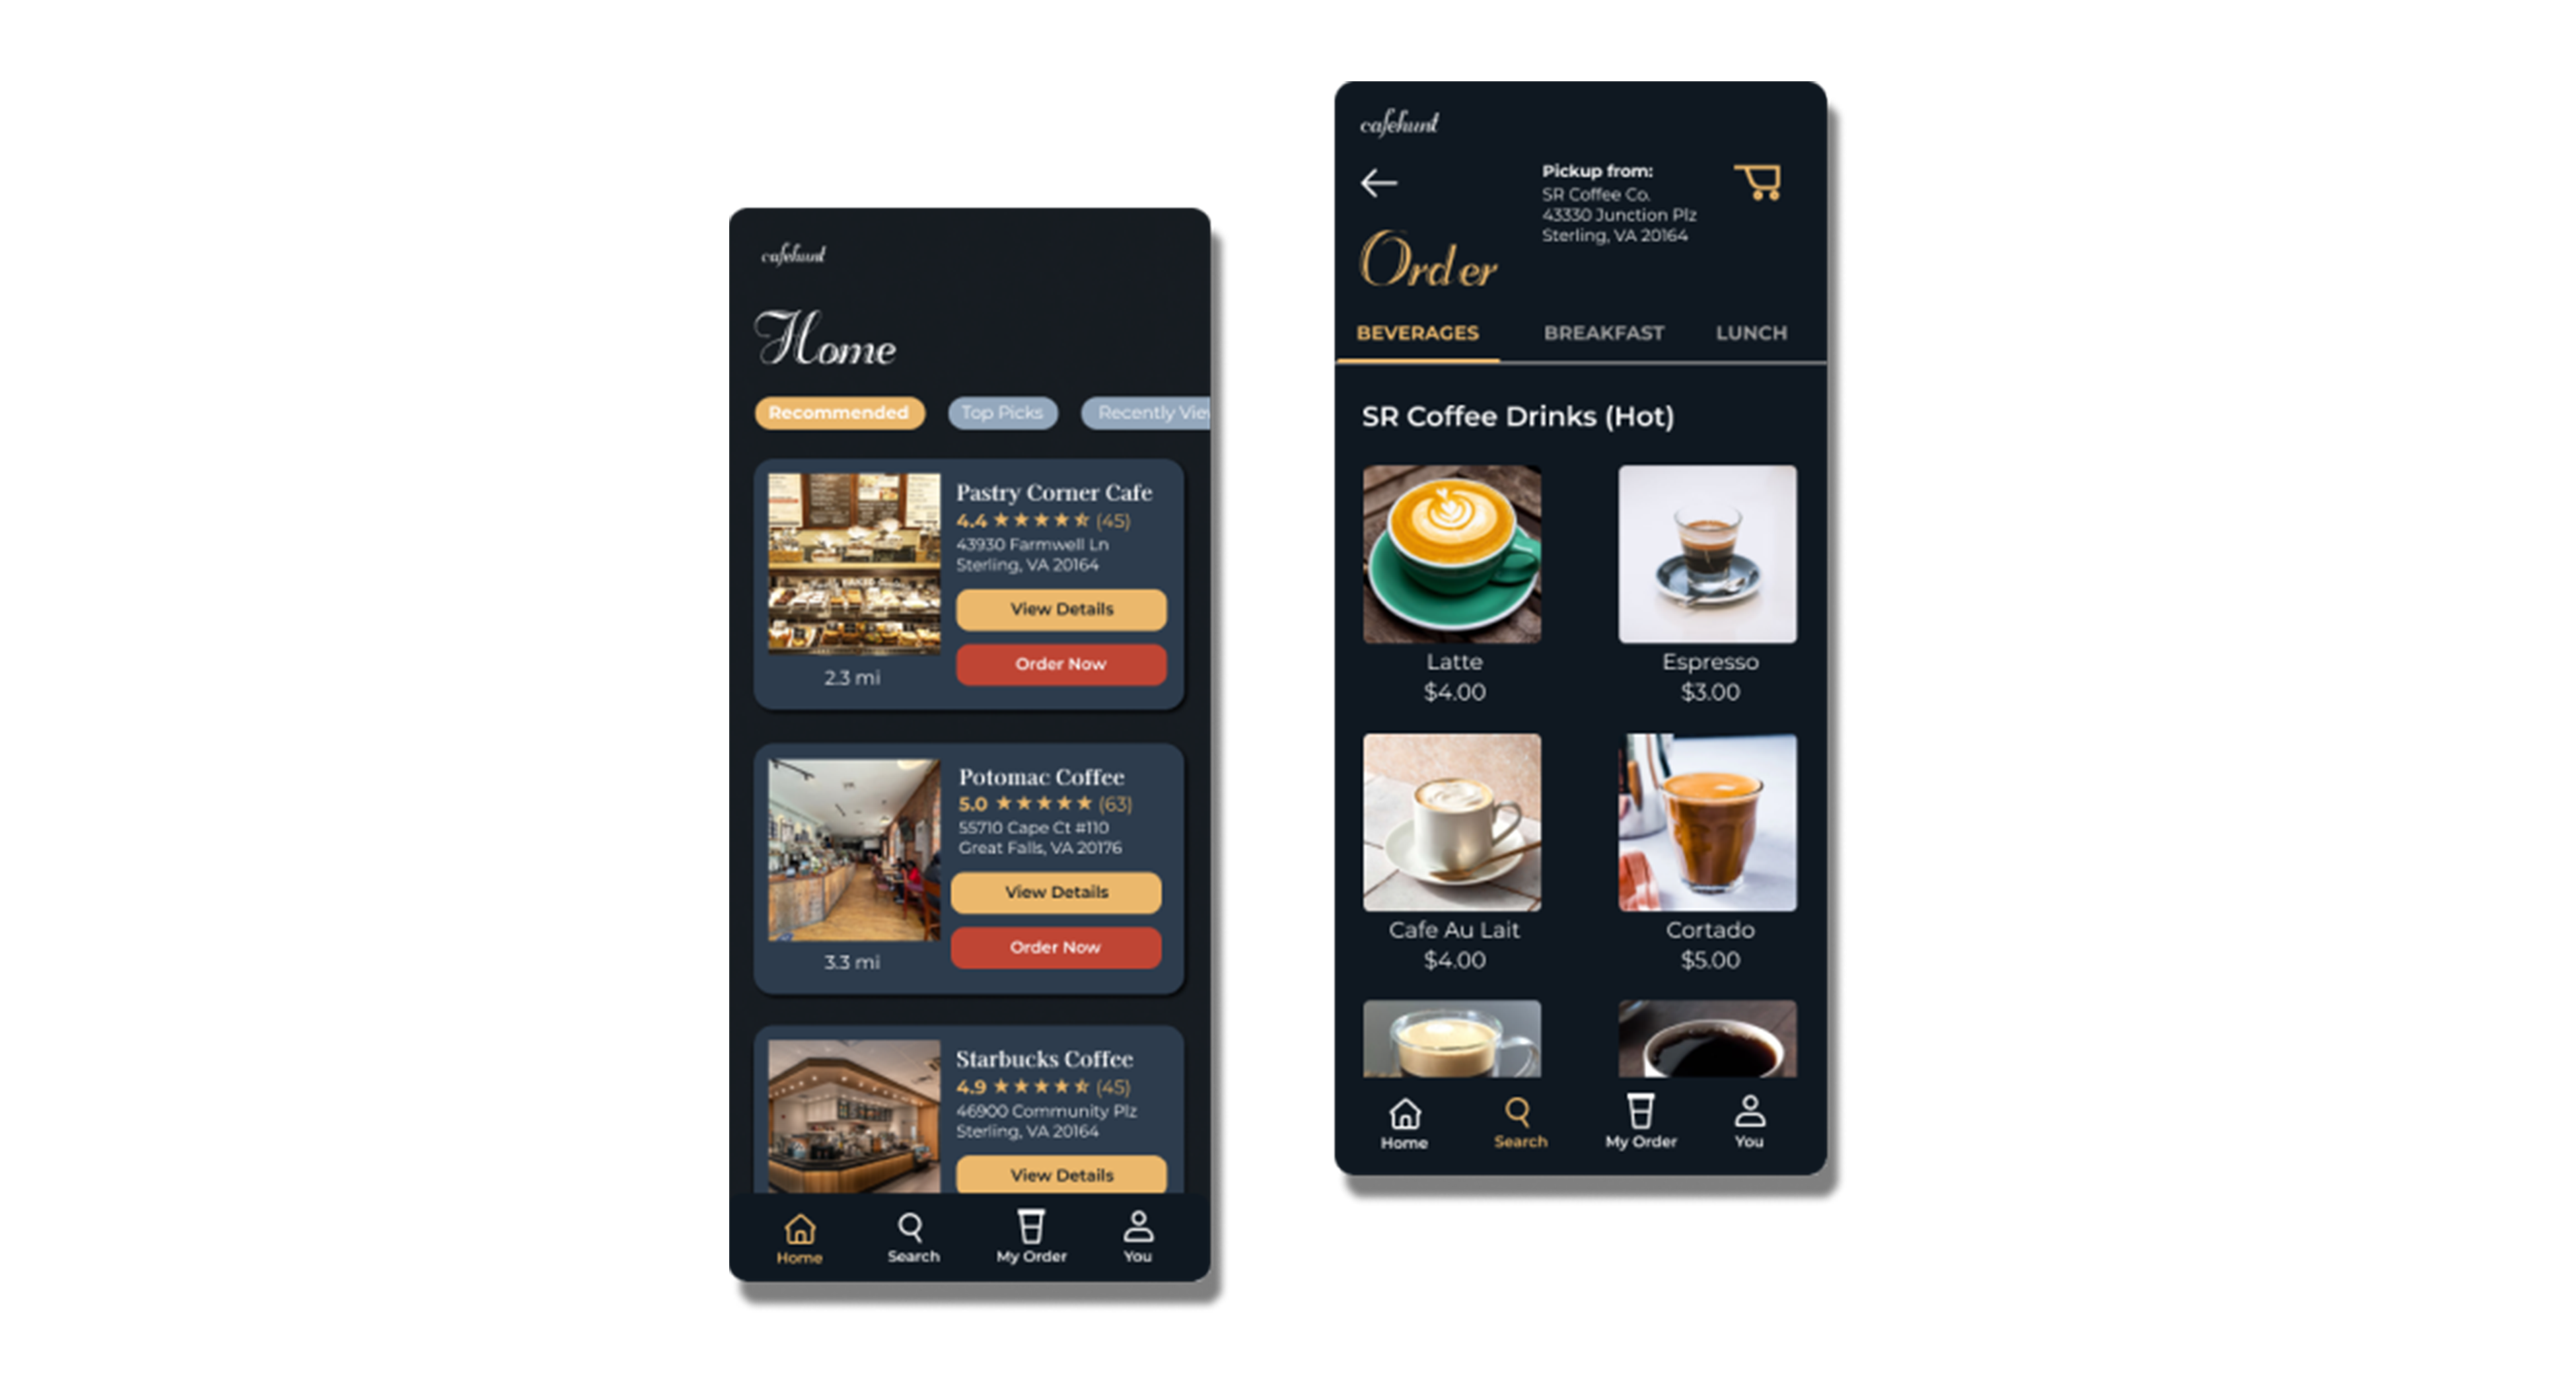 cafehunt
Home
Recommended
Top Picks
Recently Vie
Pastry Corner Cafe
4.4 ★★★★⯪ (45)
43930 Farmwell Ln
Sterling, VA 20164
View Details
Order Now
2.3 mi
Potomac Coffee
5.0 ★★★★★ (63)
55710 Cape Ct #110
Great Falls, VA 20176
View Details
Order Now
3.3 mi
Starbucks Coffee
4.9 ★★★★⯪ (45)
46900 Community Plz
Sterling, VA 20164
View Details
Home
Search
My Order
You
cafehunt
Pickup from:
SR Coffee Co.
43330 Junction Plz
Sterling, VA 20164
Order
BEVERAGES
BREAKFAST
LUNCH
SR Coffee Drinks (Hot)
Latte
$4.00
Espresso
$3.00
Cafe Au Lait
$4.00
Cortado
$5.00
Home
Search
My Order
You